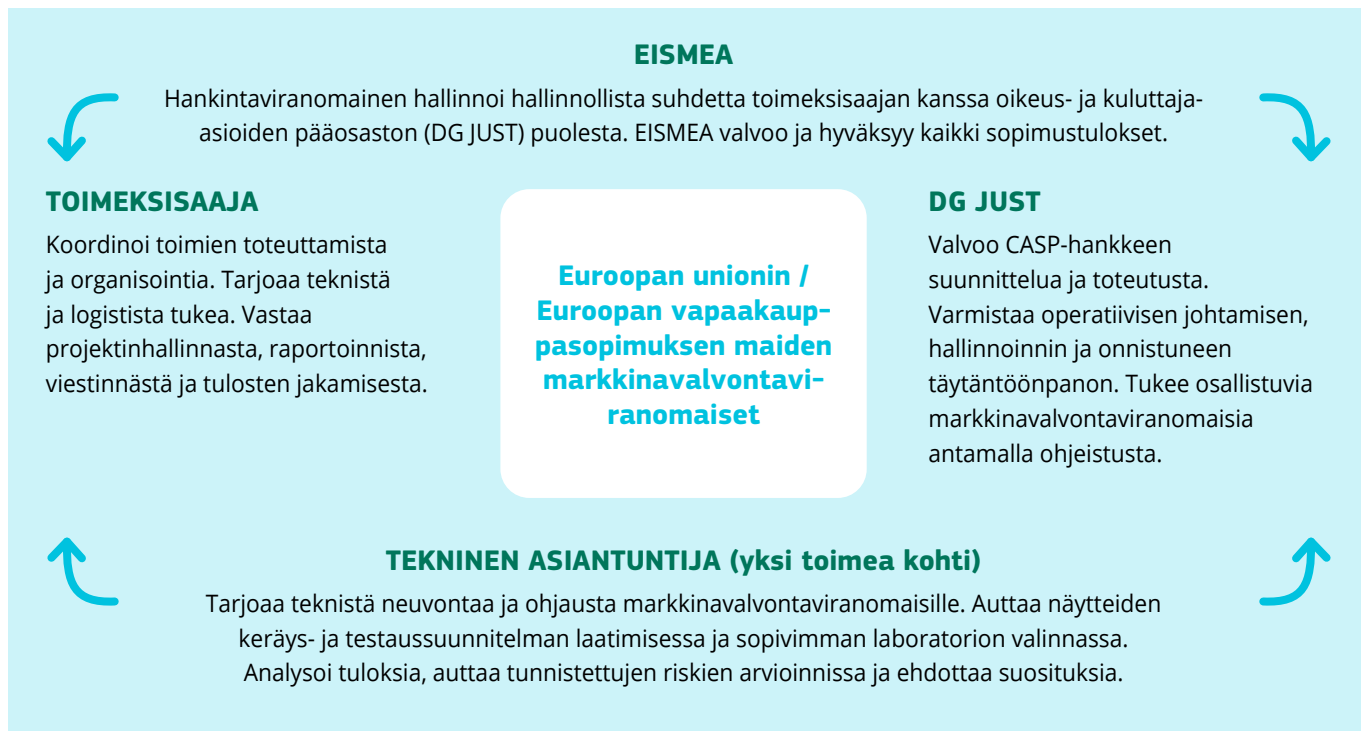 EISMEA
Hankintaviranomainen hallinnoi hallinnollista suhdetta toimeksisaajan kanssa oikeus- ja kuluttaja-
asioiden pääosaston (DG JUST) puolesta. EISMEA valvoo ja hyväksyy kaikki sopimustulokset.
TOIMEKSISAAJA
Koordinoi toimien toteuttamista
ja organisointia. Tarjoaa teknistä
ja logistista tukea. Vastaa
projektinhallinnasta, raportoinnista,
viestinnästä ja tulosten jakamisesta.
Euroopan unionin /
Euroopan vapaakaup-
pasopimuksen maiden
markkinavalvontavi-
ranomaiset
DG JUST
Valvoo CASP-hankkeen
suunnittelua ja toteutusta.
Varmistaa operatiivisen johtamisen,
hallinnoinnin ja onnistuneen
täytäntöönpanon. Tukee osallistuvia
markkinavalvontaviranomaisia
antamalla ohjeistusta.
TEKNINEN ASIANTUNTIJA (yksi toimea kohti)
Tarjoaa teknistä neuvontaa ja ohjausta markkinavalvontaviranomaisille. Auttaa näytteiden
keräys- ja testaussuunnitelman laatimisessa ja sopivimman laboratorion valinnassa.
Analysoi tuloksia, auttaa tunnistettujen riskien arvioinnissa ja ehdottaa suosituksia.